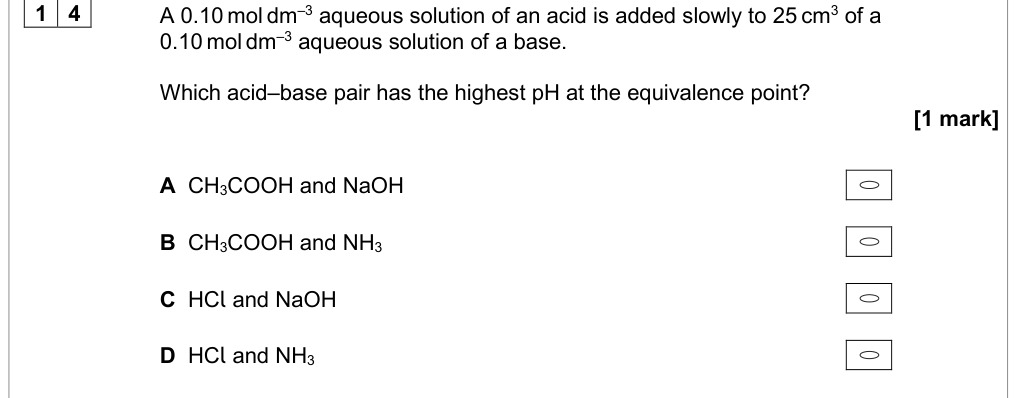 1 4 A 0.10 mol dm⁻³ aqueous solution of an acid is added slowly to 25 cm³ of a
0.10 mol dm⁻³ aqueous solution of a base.
Which acid–base pair has the highest pH at the equivalence point?
[1 mark]
A CH₃COOH and NaOH
B CH₃COOH and NH₃
C HCl and NaOH
D HCl and NH₃